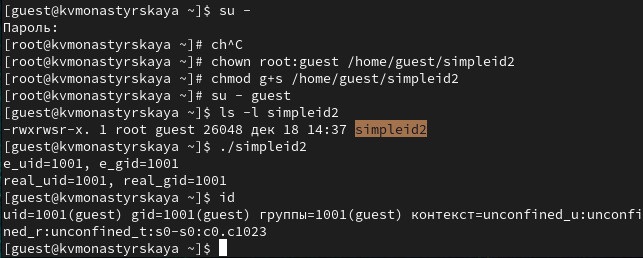 [guest@kvmonastyrskaya ~]$ su -
Пароль:
[root@kvmonastyrskaya ~]# ch^C
[root@kvmonastyrskaya ~]# chown root:guest /home/guest/simpleid2
[root@kvmonastyrskaya ~]# chmod g+s /home/guest/simpleid2
[root@kvmonastyrskaya ~]# su - guest
[guest@kvmonastyrskaya ~]$ ls -l simpleid2
-rwxrwsr-x. 1 root guest 26048 дек 18 14:37 simpleid2
[guest@kvmonastyrskaya ~]$ ./simpleid2
e_uid=1001, e_gid=1001
real_uid=1001, real_gid=1001
[guest@kvmonastyrskaya ~]$ id
uid=1001(guest) gid=1001(guest) группы=1001(guest) контекст=unconfined_u:unconfi
ned_r:unconfined_t:s0-s0:c0.c1023
[guest@kvmonastyrskaya ~]$